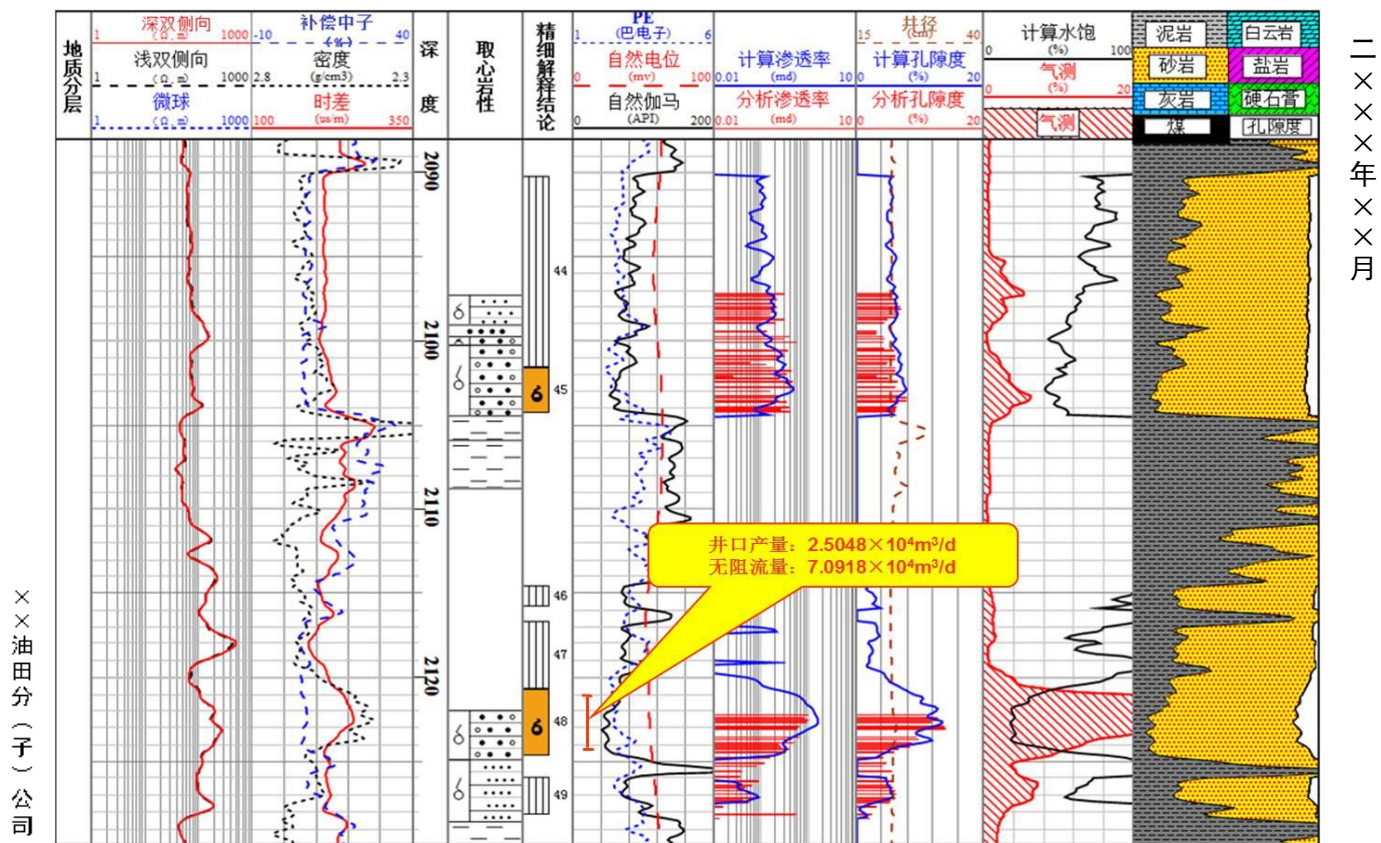 地质分层
深双侧向
1 1000
浅双侧向
1 (Ω.m) 1000
微球
1 (Ω.m) 1000
补偿中子
-10 (%) 40
密度
2.8 (g/cm3) 2.3
时差
100 (us/m) 350
深度
取心岩性
精细解释结论
PE
1 (巴电子) 6
自然电位
0 (mv) 100
自然伽马
0 (API) 200
计算渗透率
0.01 (md) 10
分析渗透率
0.01 (md) 10
井径
15 (cm) 40
计算孔隙度
0 (%) 20
分析孔隙度
0 (%) 20
计算水饱
0 (%) 100
气测
0 (%) 20
气测
泥岩
白云岩
砂岩
盐岩
灰岩
硬石膏
煤
孔隙度
2090
2100
2110
2120
44
45
46
47
48
49
井口产量：2.5048×10⁴m³/d
无阻流量：7.0918×10⁴m³/d
二×××年××月
××油田分（子）公司